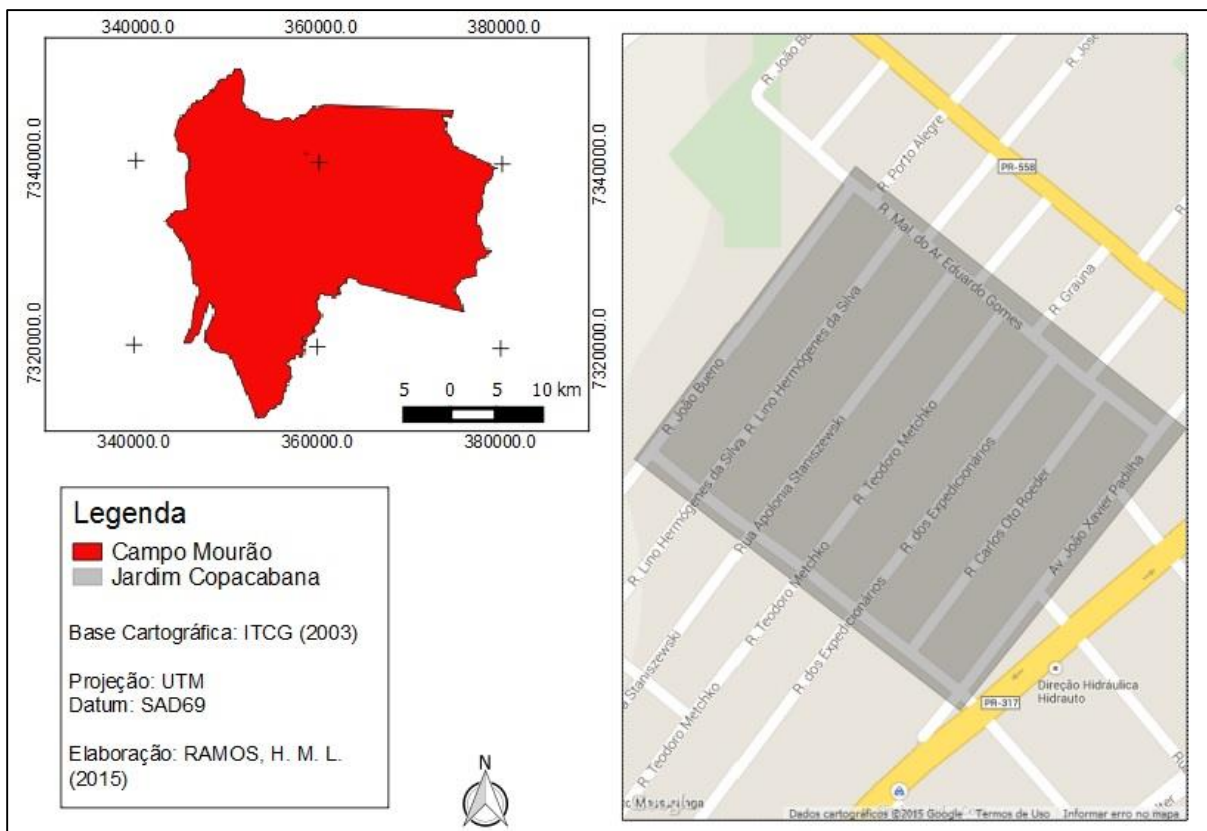 340000.0 360000.0 380000.0
7340000.0
7320000.0
7340000.0
7320000.0
5 0 5 10 km
340000.0 360000.0 380000.0
Legenda
Campo Mourão
Jardim Copacabana
Base Cartográfica: ITCG (2003)
Projeção: UTM
Datum: SAD69
Elaboração: RAMOS, H. M. L.
(2015)
N
R. João Bu
R. José
R. Porto Alegre
PR-558
R. Mal. do Ar Eduardo Gomes
R. Grauna
R. João Bueno
R. Lino Hermógenes da Silva
R. Lino Hermógenes da Silva
Rua Apolonia Staniszewski
R. Teodoro Metchko
R. dos Expedicionários
R. Carlos Oto Roeder
Av. João Xavier Padilha
a Staniszewski
R. Teodoro Metchko
R. Teodoro Metchko
R. dos Expedicionários
Direção Hidráulica
Hidrauto
PR-317
Dados cartográficos ©2015 Google Termos de Uso Informar erro no mapa